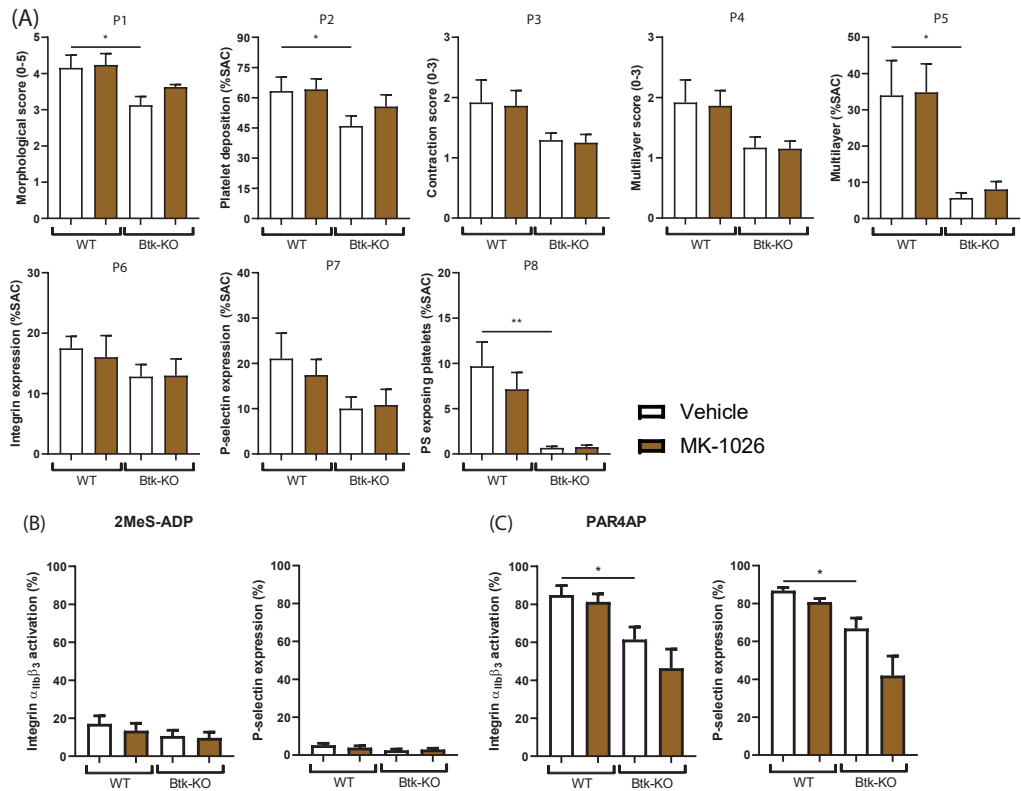 (A)
P1
Morphological score (0-5)
5
4
3
2
1
0
*
WT
Btk-KO
P2
Platelet deposition (%SAC)
90
75
60
45
30
15
0
*
WT
Btk-KO
P3
Contraction score (0-3)
3
2
1
0
WT
Btk-KO
P4
Multilayer score (0-3)
3
2
1
0
WT
Btk-KO
P5
Multilayer (%SAC)
50
40
30
20
10
0
*
WT
Btk-KO
P6
Integrin expression (%SAC)
30
20
10
0
WT
Btk-KO
P7
P-selectin expression (%SAC)
40
30
20
10
0
WT
Btk-KO
P8
PS exposing platelets (%SAC)
20
15
10
5
0
**
WT
Btk-KO
Vehicle
MK-1026
(B)
2MeS-ADP
Integrin αIIbβ3 activation (%)
100
80
60
40
20
0
WT
Btk-KO
P-selectin expression (%)
100
80
60
40
20
0
WT
Btk-KO
(C)
PAR4AP
Integrin αIIbβ3 activation (%)
100
80
60
40
20
0
*
WT
Btk-KO
P-selectin expression (%)
100
80
60
40
20
0
*
WT
Btk-KO